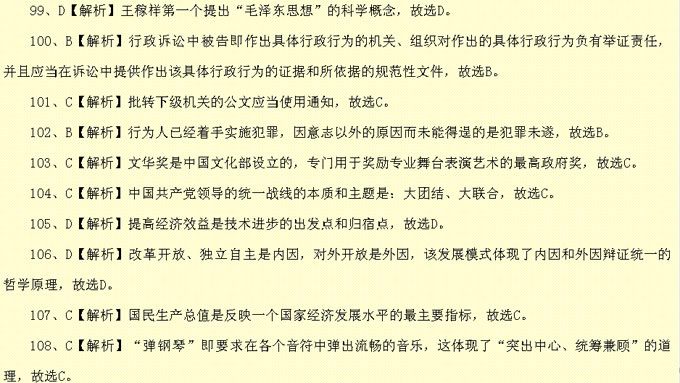 99、D【解析】王稼祥第一个提出“毛泽东思想”的科学概念，故选D。
100、B【解析】行政诉讼中被告即作出具体行政行为的机关、组织对作出的具体行政行为负有举证责任，
并且应当在诉讼中提供作出该具体行政行为的证据和所依据的规范性文件，故选B。
101、C【解析】批转下级机关的公文应当使用通知，故选C。
102、B【解析】行为人已经着手实施犯罪，因意志以外的原因而未能得逞的是犯罪未遂，故选B。
103、C【解析】文华奖是中国文化部设立的，专门用于奖励专业舞台表演艺术的最高政府奖，故选C。
104、C【解析】中国共产党领导的统一战线的本质和主题是：大团结、大联合，故选C。
105、D【解析】提高经济效益是技术进步的出发点和归宿点，故选D。
106、D【解析】改革开放、独立自主是内因，对外开放是外因，该发展模式体现了内因和外因辩证统一的
哲学原理，故选D。
107、C【解析】国民生产总值是反映一个国家经济发展水平的最主要指标，故选C。
108、C【解析】“弹钢琴”即要求在各个音符中弹出流畅的音乐，这体现了“突出中心、统筹兼顾”的道
理，故选C。